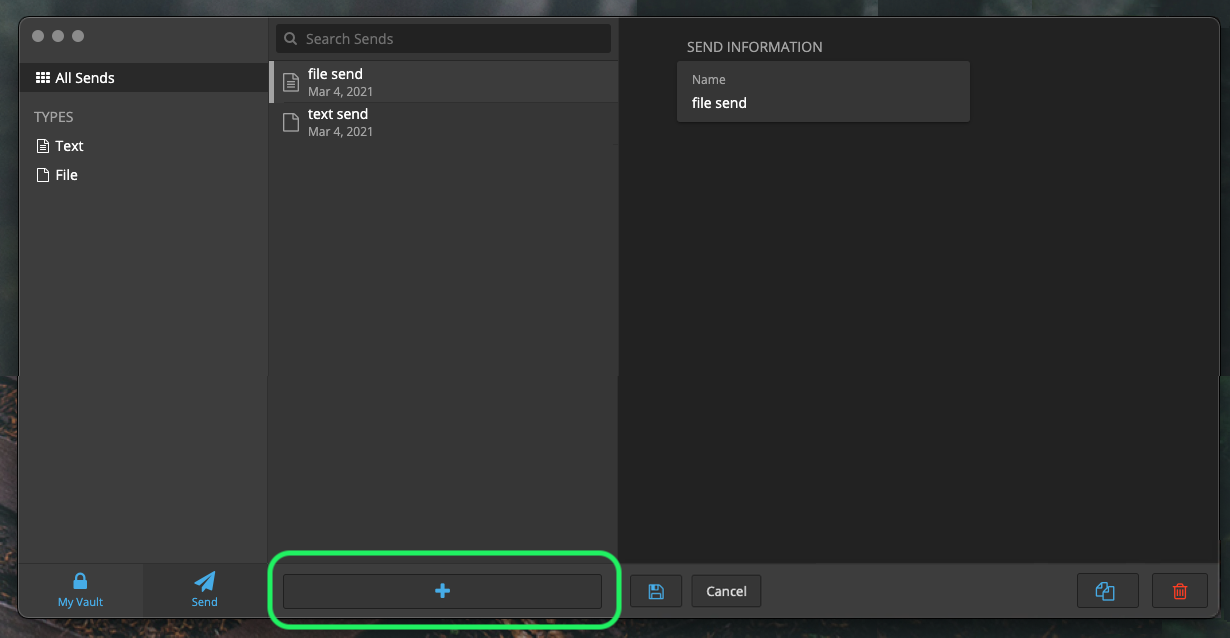 All Sends
TYPES
Text
File
My Vault
Send
Search Sends
file send
Mar 4, 2021
text send
Mar 4, 2021
SEND INFORMATION
Name
file send
Cancel